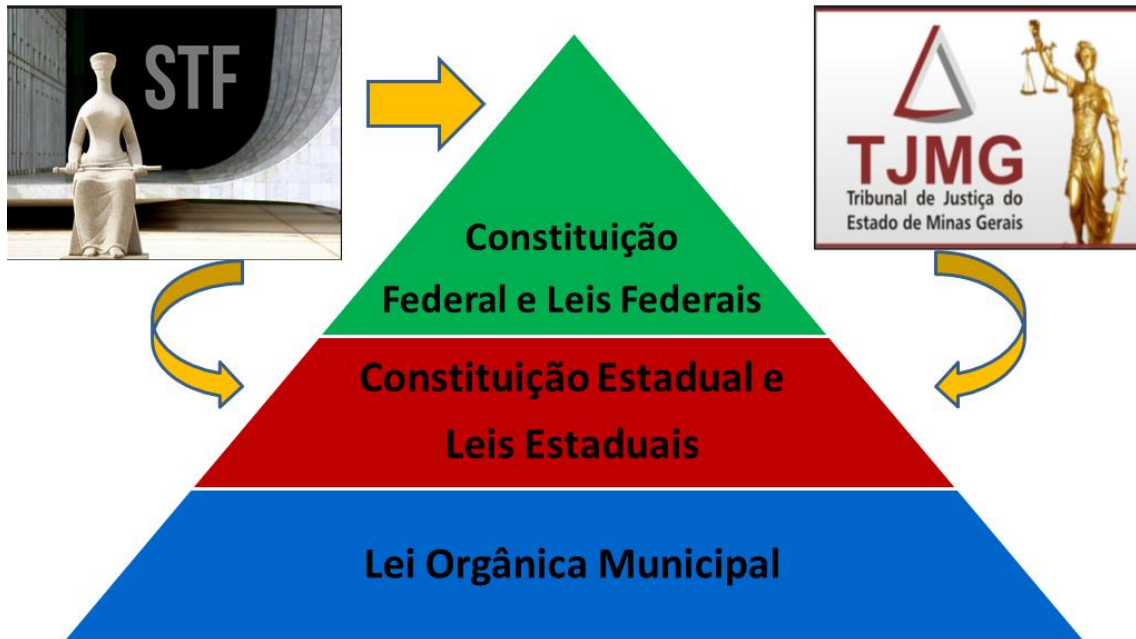 STF
TJMG
Tribunal de Justiça do
Estado de Minas Gerais
Constituição
Federal e Leis Federais
Constituição Estadual e
Leis Estaduais
Lei Orgânica Municipal